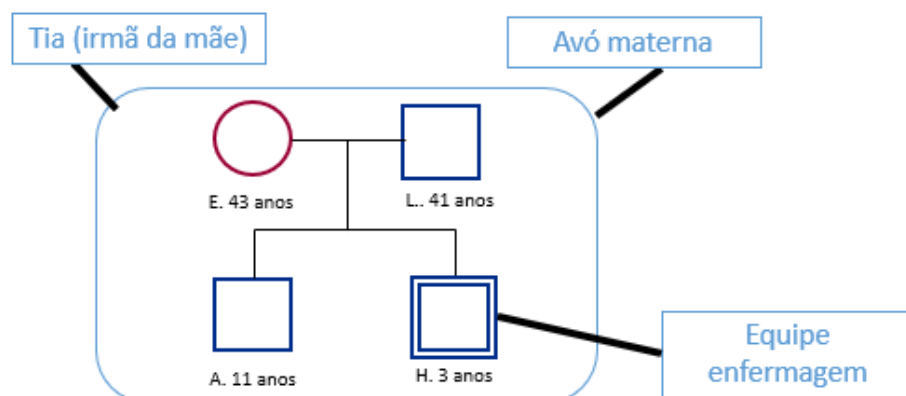 Tia (irmã da mãe)
Avó materna
E. 43 anos
L.. 41 anos
A. 11 anos
H. 3 anos
Equipe
enfermagem